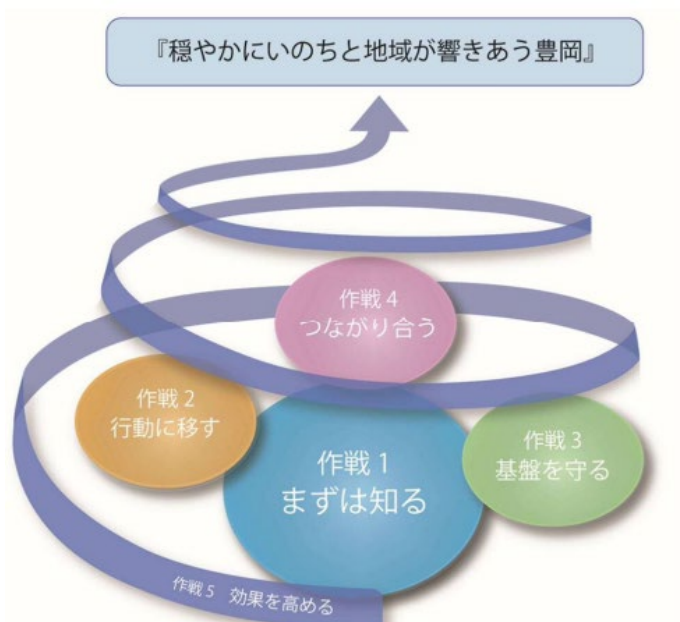 『穏やかにいのちと地域が響きあう豊岡』
作戦 4
つながり合う
作戦 2
行動に移す
作戦 1
まずは知る
作戦 3
基盤を守る
作戦 5 効果を高める